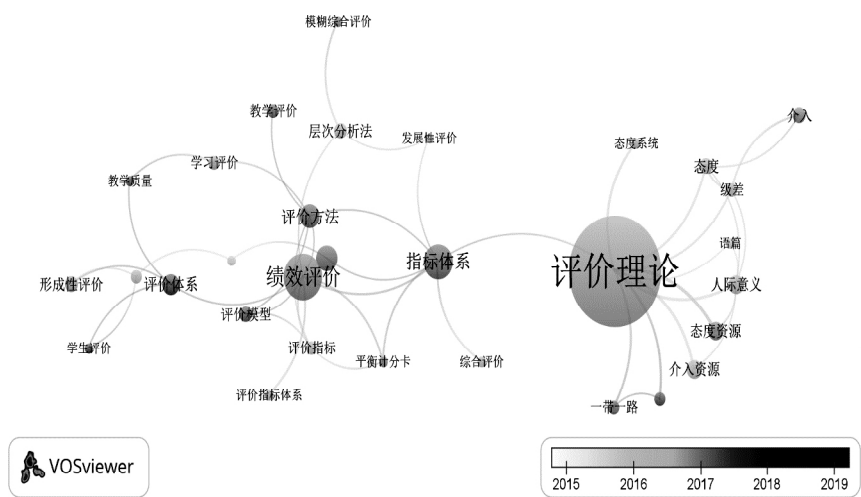 模糊综合评价
教学评价
层次分析法
发展性评价
介入
态度系统
态度
学习评价
教学质量
级差
评价方法
语篇
指标体系
评价理论
绩效评价
形成性评价
评价体系
人际意义
评价模型
态度资源
学生评价
评价指标
平衡计分卡
综合评价
介入资源
评价指标体系
一带一路
VOSviewer
2015 2016 2017 2018 2019